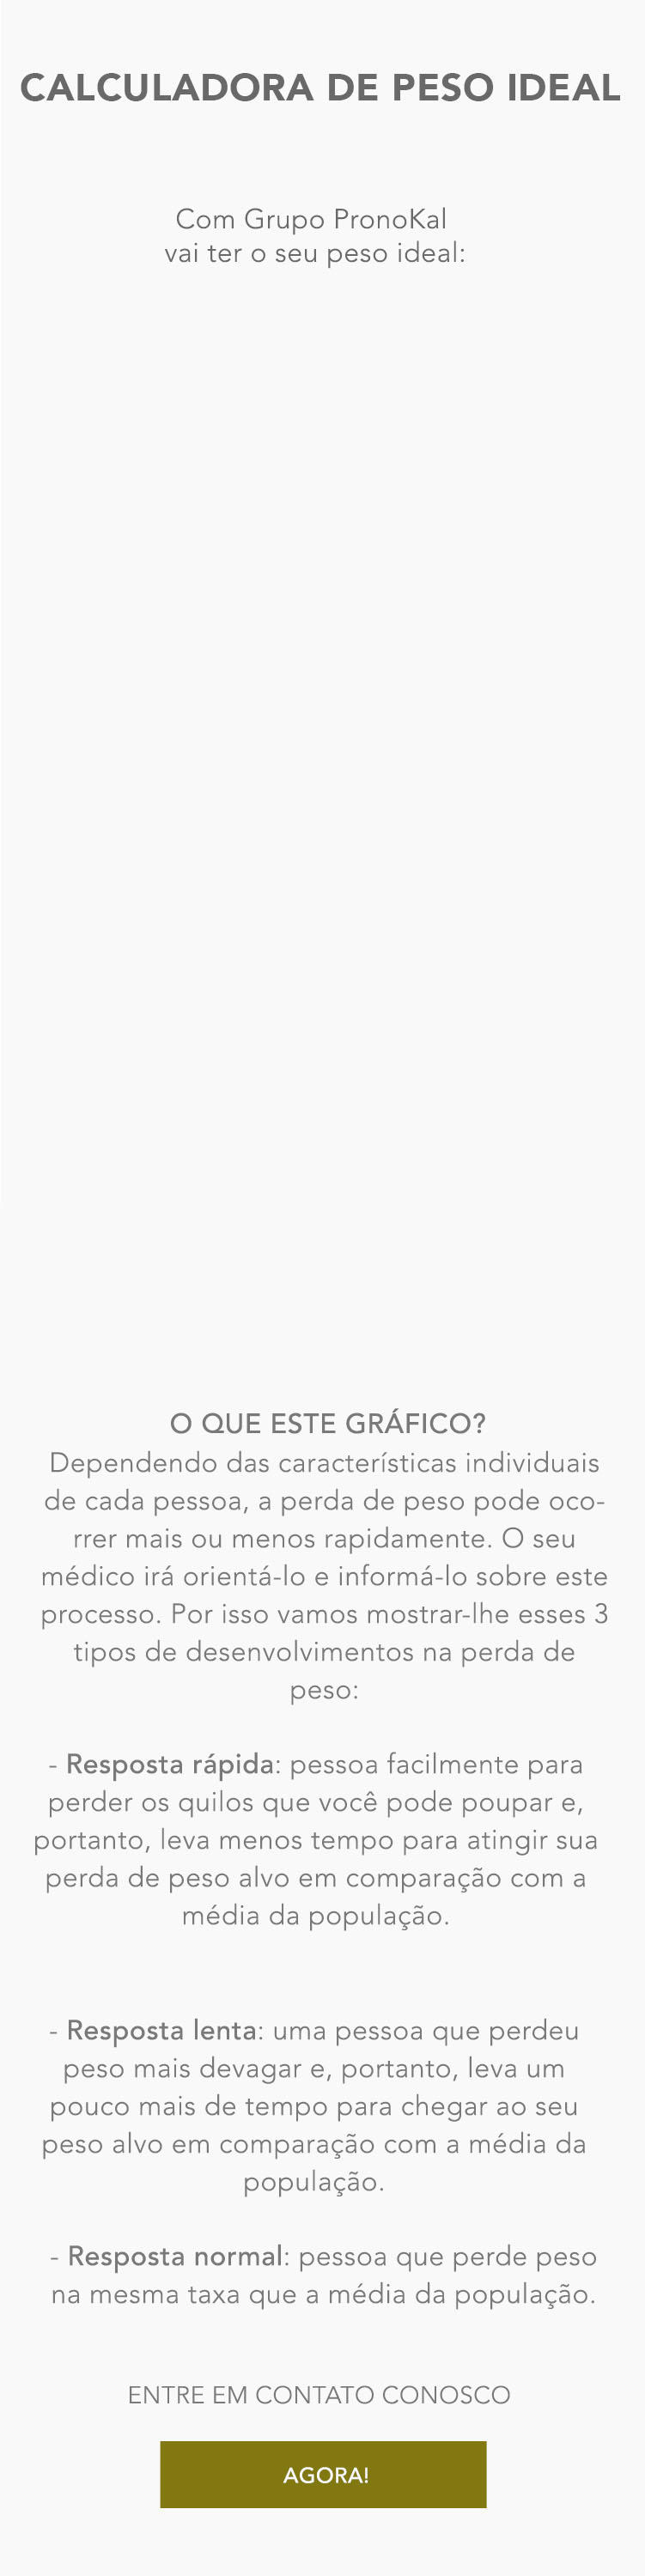 CALCULADORA DE PESO IDEAL
Com Grupo PronoKal
vai ter o seu peso ideal:
O QUE ESTE GRÁFICO?
Dependendo das características individuais
de cada pessoa, a perda de peso pode oco-
rrer mais ou menos rapidamente. O seu
médico irá orientá-lo e informá-lo sobre este
processo. Por isso vamos mostrar-lhe esses 3
tipos de desenvolvimentos na perda de
peso:
- Resposta rápida: pessoa facilmente para
perder os quilos que você pode poupar e,
portanto, leva menos tempo para atingir sua
perda de peso alvo em comparação com a
média da população.
- Resposta lenta: uma pessoa que perdeu
peso mais devagar e, portanto, leva um
pouco mais de tempo para chegar ao seu
peso alvo em comparação com a média da
população.
- Resposta normal: pessoa que perde peso
na mesma taxa que a média da população.
ENTRE EM CONTATO CONOSCO
AGORA!